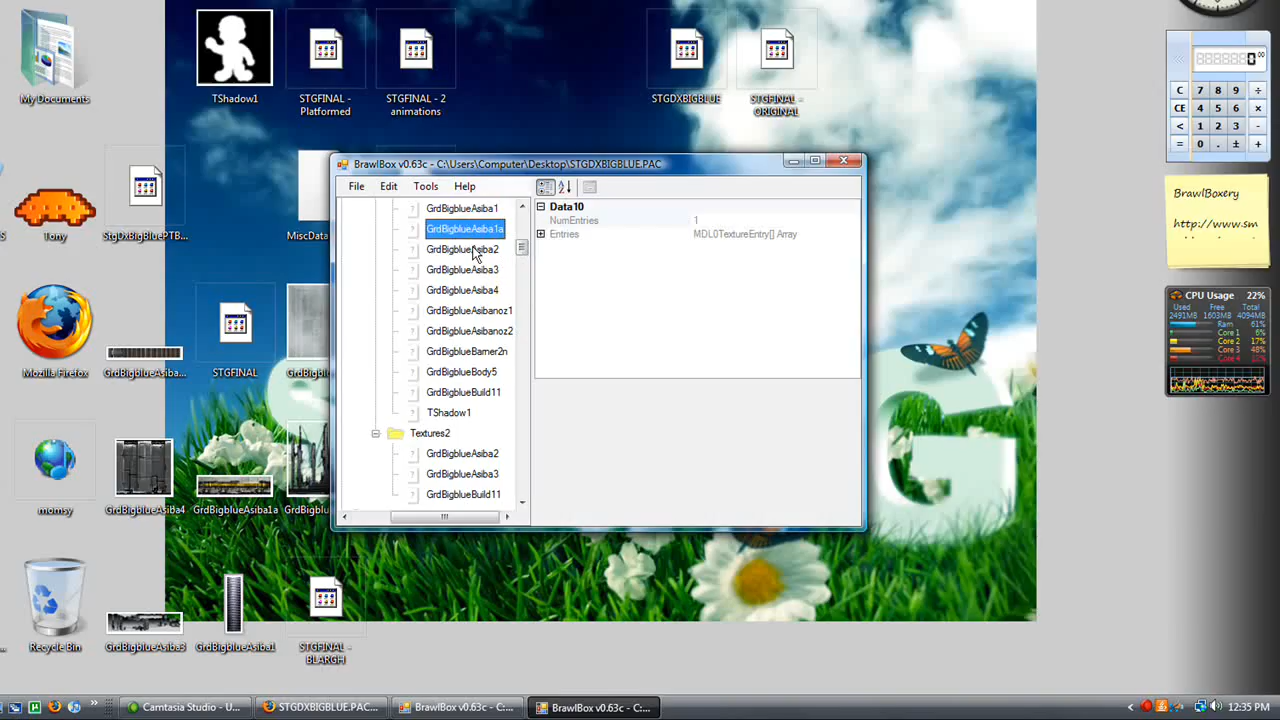 My Documents
TShadow1
STGFINAL -
Platformed
STGFINAL - 2
animations
STGDXBIGBLUE
STGFINAL -
ORIGINAL
Tony
StgDxBigBluePTB...
MiscData
Mozilla Firefox
GrdBigblueAsiba...
STGFINAL
momsy
GrdBigblueAsiba4
GrdBigblueAsiba1a
Recycle Bin
GrdBigblueAsiba3
GrdBigblueAsiba1
STGFINAL -
BLARGH
BrawlBox v0.63c - C:\Users\Computer\Desktop\STGDXBIGBLUE.PAC
File Edit Tools Help
GrdBigblueAsiba1
GrdBigblueAsiba1a
GrdBigblueAsiba2
GrdBigblueAsiba3
GrdBigblueAsiba4
GrdBigblueAsibanoz1
GrdBigblueAsibanoz2
GrdBigblueBarner2n
GrdBigblueBody5
GrdBigblueBuild11
TShadow1
Textures2
GrdBigblueAsiba2
GrdBigblueAsiba3
GrdBigblueBuild11
Data10
NumEntries 1
Entries MDL0TextureEntry[] Array
C 7 8 9 ÷
CE 4 5 6 ×
< 1 2 3 -
= 0 . ± +
BrawlBoxery
http://www.sm
CPU Usage 22%
Used Free Total
2491MB 1603MB 4094MB
Ram 61%
Core 1 6%
Core 2 17%
Core 3 48%
Core 4
Camtasia Studio - U...
STGDXBIGBLUE.PAC...
BrawlBox v0.63c - C:...
BrawlBox v0.63c - C:...
12:35 PM